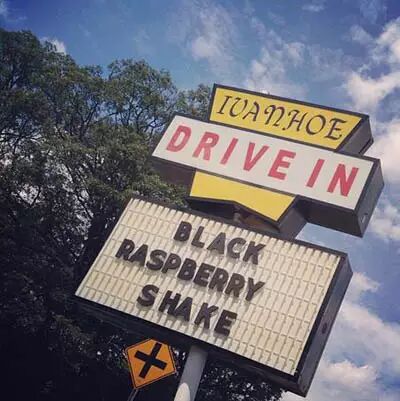 IVANHOE
DRIVE IN
BLACK
RASPBERRY
SHAKE